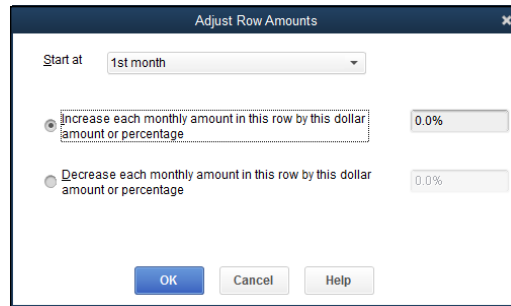 Adjust Row Amounts
Start at 1st month
Increase each monthly amount in this row by this dollar 0.0%
amount or percentage
Decrease each monthly amount in this row by this dollar 0.0%
amount or percentage
OK Cancel Help